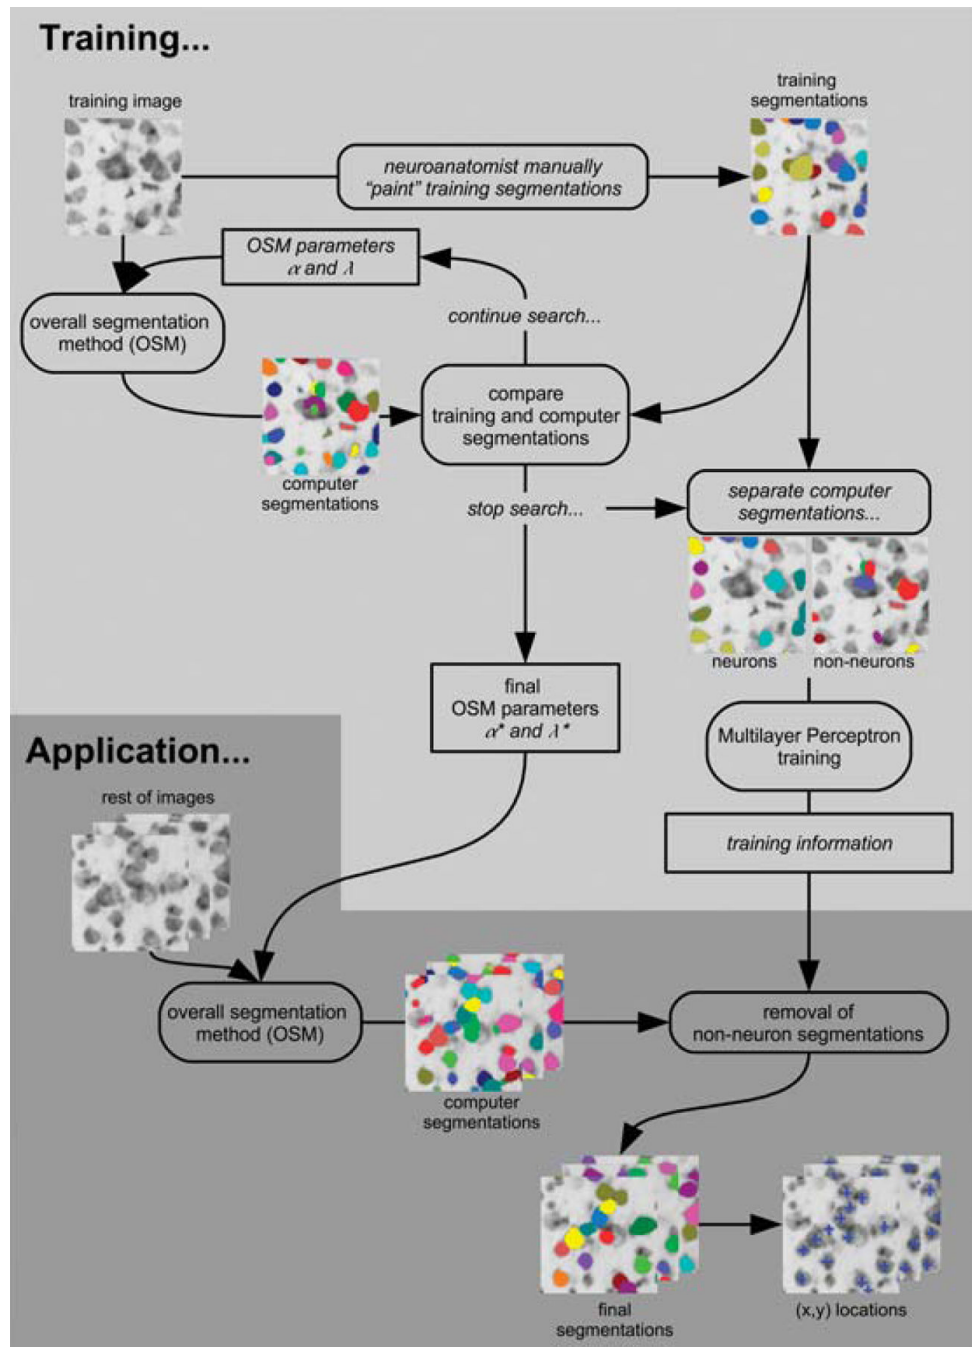 Training...
training image
training
segmentations
neuroanatomist manually
“paint” training segmentations
OSM parameters
α and λ
continue search...
overall segmentation
method (OSM)
compare
training and computer
segmentations
computer
segmentations
stop search...
separate computer
segmentations...
neurons
non-neurons
final
OSM parameters
α* and λ*
Multilayer Perceptron
training
training information
Application...
rest of images
overall segmentation
method (OSM)
computer
segmentations
removal of
non-neuron segmentations
final
segmentations
(x,y) locations